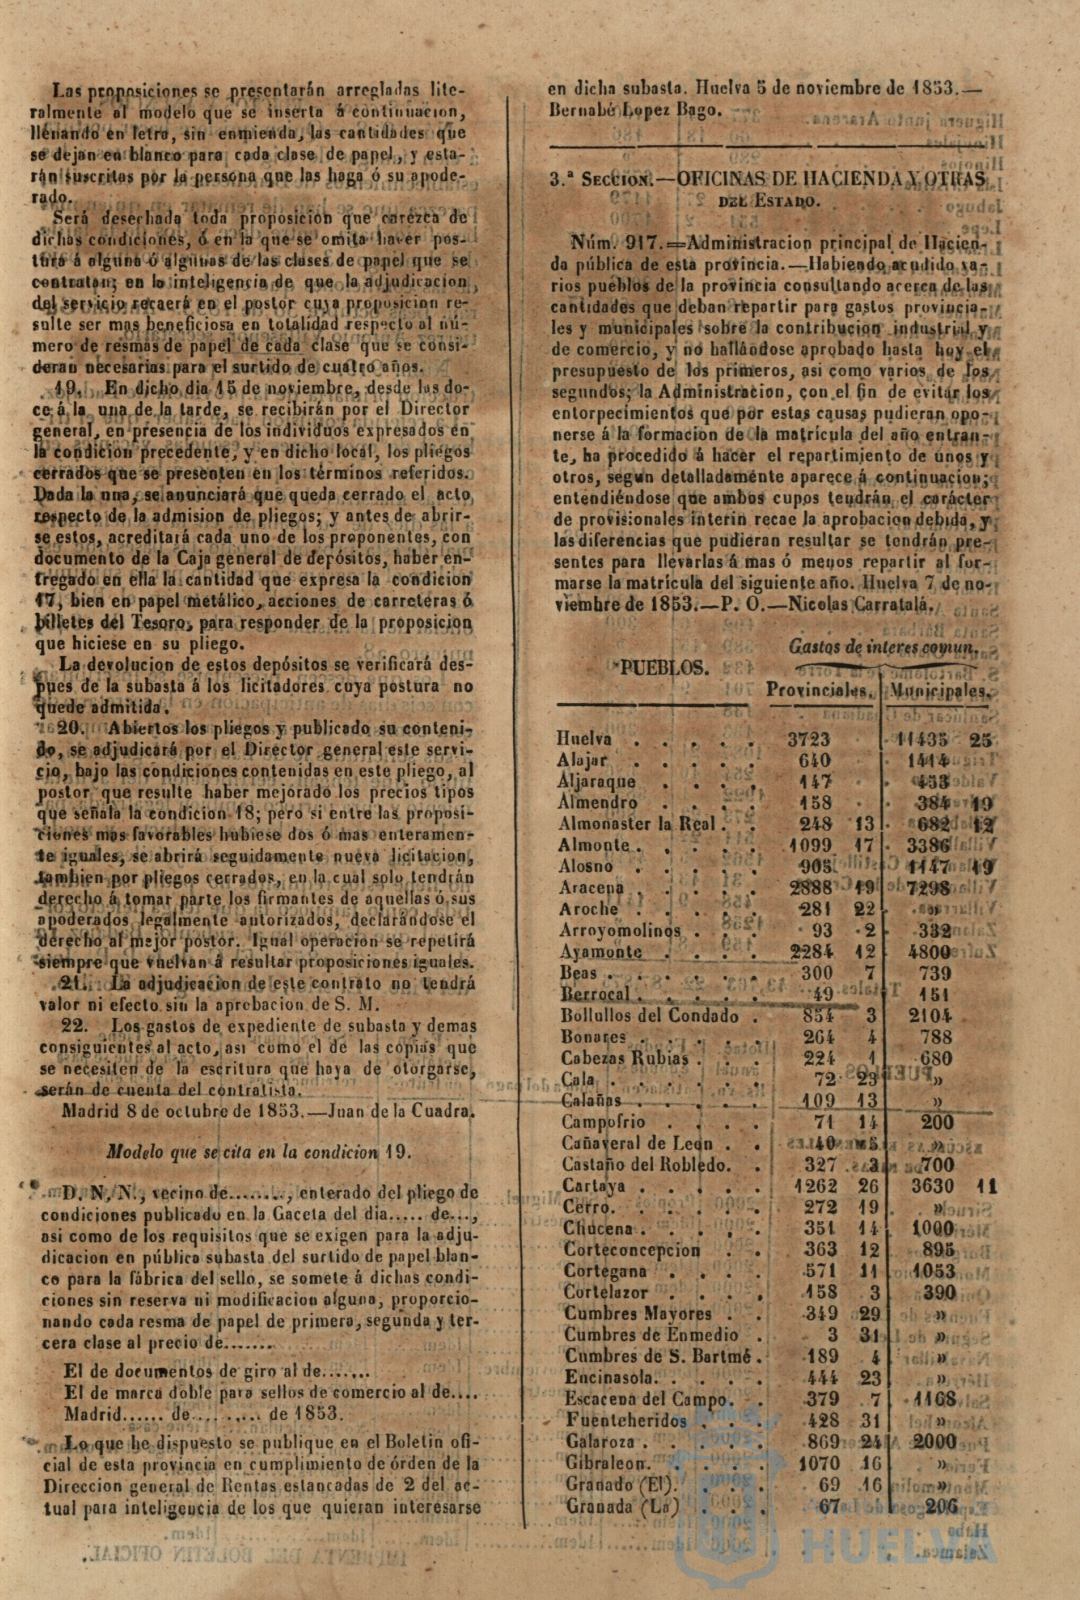 Las proposiciones se presentarán arregladas lite-
ralmente al modelo que se inserta á continuacion,
llenando en letra, sin enmienda, las cantidades que
se dejan en blanco para cada clase de papel, y esta-
rán suscritas por la persona que las haga ó su apode-
rado.
Será desechada toda proposicion que carezca de
dichas condiciones, ó en la que se omita haver pos-
tura á alguna ó algunas de las clases de papel que se
contratan; en la inteligencia de que la adjudicacion
del servicio recaerá en el postor cuya proposicion re-
sulte ser mas beneficiosa en totalidad respecto al nú-
mero de resmas de papel de cada clase que se consi-
deran necesarias para el surtido de cuatro años.
19. En dicho dia 15 de noviembre, desde las do-
ce á la una de la tarde, se recibirán por el Director
general, en presencia de los individuos expresados en
la condicion precedente, y en dicho local, los pliegos
cerrados que se presenten en los términos referidos.
Dada la una, se anunciará que queda cerrado el acto
respecto de la admision de pliegos; y antes de abrir-
se estos, acreditará cada uno de los proponentes, con
documento de la Caja general de depósitos, haber en-
tregado en ella la cantidad que expresa la condicion
17, bien en papel metálico, acciones de carreteras ó
billetes del Tesoro, para responder de la proposicion
que hiciese en su pliego.
La devolucion de estos depósitos se verificará des-
pues de la subasta á los licitadores cuya postura no
quede admitida.
20. Abiertos los pliegos y publicado su conteni-
do, se adjudicará por el Director general este servi-
cio, bajo las condiciones contenidas en este pliego, al
postor que resulte haber mejorado los precios tipos
que señala la condicion 18; pero si entre las proposi-
ciones mas favorables hubiese dos ó mas enteramen-
te iguales, se abrirá seguidamente nueva licitacion,
tambien por pliegos cerrados, en la cual solo tendrán
derecho á tomar parte los firmantes de aquellas ó sus
apoderados legalmente autorizados, declarándose el
derecho al mejor postor. Igual operacion se repetirá
siempre que vuelvan á resultar proposiciones iguales.
21. La adjudicacion de este contrato no tendrá
valor ni efecto sin la aprobacion de S. M.
22. Los gastos de expediente de subasta y demas
consiguientes al acto, asi como el de las copias que
se necesiten de la escritura que haya de otorgarse,
serán de cuenta del contratista.
Madrid 8 de octubre de 1853.—Juan de la Cuadra.
Modelo que se cita en la condicion 19.
D. N. N., vecino de........, enterado del pliego de
condiciones publicado en la Gaceta del dia..... de...,
asi como de los requisitos que se exigen para la adju-
dicacion en pública subasta del surtido de papel blan-
co para la fábrica del sello, se somete á dichas condi-
ciones sin reserva ni modificacion alguna, proporcio-
nando cada resma de papel de primera, segunda y ter-
cera clase al precio de.......
El de documentos de giro al de.......
El de marca doble para sellos de comercio al de....
Madrid...... de......... de 1853.
Lo que he dispuesto se publique en el Boletin ofi-
cial de esta provincia en cumplimiento de órden de la
Direccion general de Rentas estancadas de 2 del ac-
tual para inteligencia de los que quieran interesarse
en dicha subasta. Huelva 5 de noviembre de 1853.—
Bernabé Lopez Bago.
3.ª SECCION.—OFICINAS DE HACIENDA Y OTRAS
DEL ESTADO.
Núm. 917.=Administracion principal de Hacien-
da pública de esta provincia.—Habiendo acudido va-
rios pueblos de la provincia consultando acerca de las
cantidades que deban repartir para gastos provincia-
les y municipales sobre la contribucion industrial y
de comercio, y no hallándose aprobado hasta hoy el
presupuesto de los primeros, asi como varios de los
segundos; la Administracion, con el fin de evitar los
entorpecimientos que por estas causas pudieran opo-
nerse á la formacion de la matrícula del año entran-
te, ha procedido á hacer el repartimiento de unos y
otros, segun detalladamente aparece á continuacion;
entendiéndose que ambos cupos tendrán el carácter
de provisionales interin recae la aprobacion debida, y
las diferencias que pudieran resultar se tendrán pre-
sentes para llevarlas á mas ó menos repartir al for-
marse la matrícula del siguiente año. Huelva 7 de no-
viembre de 1853.—P. O.—Nicolas Carratalá.
Gastos de interes comun.
PUEBLOS. Provinciales. Municipales.
Huelva . . . . . 3723 11435 25
Alajar . . . . . 640 1414
Aljaraque . . . . 147 453
Almendro . . . . 158 384 19
Almonaster la Real . . 248 13 682 12
Almonte . . . . . 1099 17 3386
Alosno . . . . . 905 1147 19
Aracena . . . . . 2888 19 7298
Aroche . . . . . 281 22 »
Arroyomolinos . . . 93 2 332
Ayamonte . . . . 2284 12 4800
Beas . . . . . . 300 7 739
Berrocal . . . . . 49 151
Bollullos del Condado . 854 3 2104
Bonares . . . . . 264 4 788
Cabezas Rubias . . . 224 1 680
Cala . . . . . . 72 23 »
Calañas . . . . . 109 13 »
Campofrio . . . . 71 14 200
Cañaveral de Leon . . 40 5 »
Castaño del Robledo. . 327 3 700
Cartaya . . . . . 1262 26 3630 11
Cerro. . . . . . 272 19 »
Chucena . . . . . 351 14 1000
Corteconcepcion . . 363 12 895
Cortegana . . . . 571 11 1053
Cortelazor . . . . 158 3 390
Cumbres Mayores . . 349 29 »
Cumbres de Enmedio . 3 31 »
Cumbres de S. Bartmé . 189 4 »
Encinasola. . . . . 444 23 »
Escacena del Campo. . 379 7 1168
Fuenteheridos . . . 428 31 »
Galaroza . . . . . 869 24 2000
Gibraleon. . . . . 1070 16 »
Granado (El). . . . 69 16 »
Granada (La) . . . 67 206
HUELVA